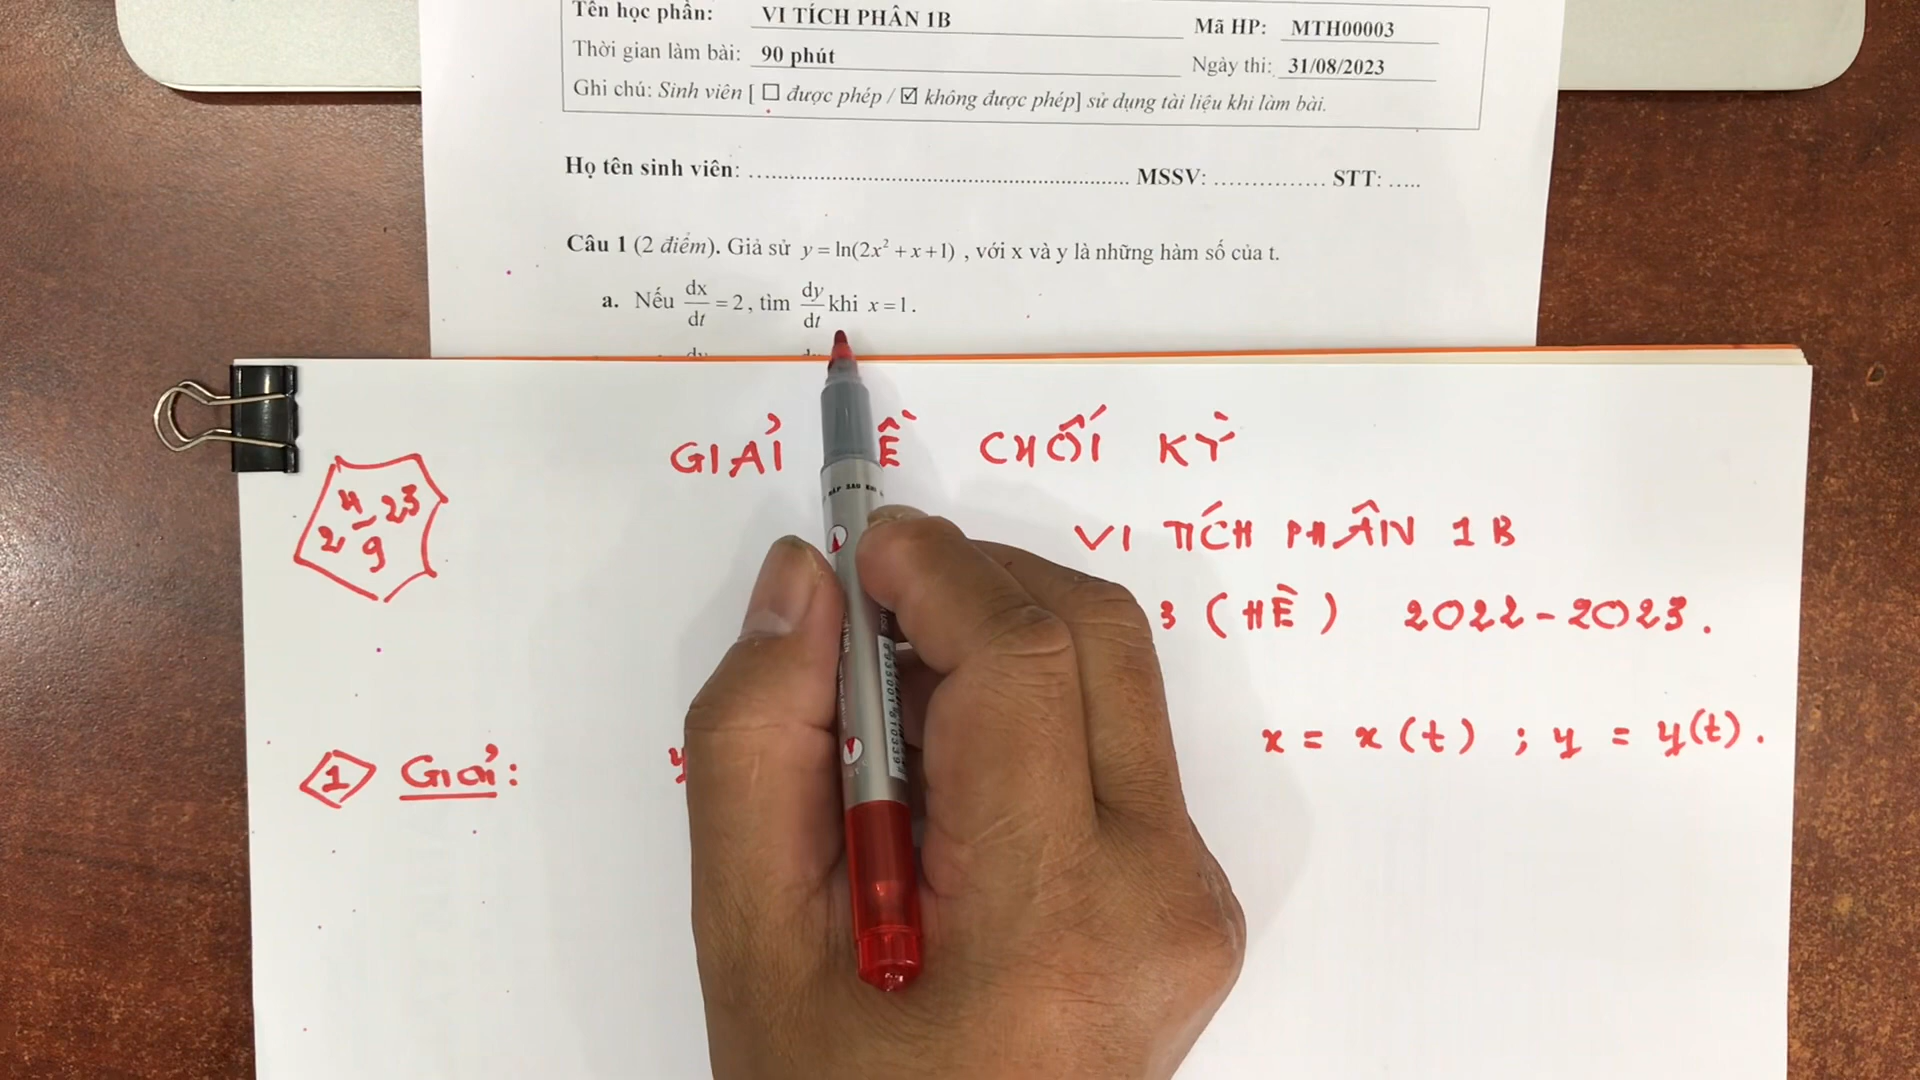 Tên học phần: VI TÍCH PHÂN 1B Mã HP: MTH00003
Thời gian làm bài: 90 phút Ngày thi: 31/08/2023
Ghi chú: Sinh viên [ ☐ được phép / ☑ không được phép] sử dụng tài liệu khi làm bài.
Họ tên sinh viên: ........................................ MSSV: ............... STT: .....
Câu 1 (2 điểm). Giả sử y = ln(2x² + x + 1) , với x và y là những hàm số của t.
a. Nếu dx/dt = 2 , tìm dy/dt khi x = 1 .
GIẢI Ề CHỐI KỲ
VI TÍCH PHÂN 1B
3 (HÈ) 2022-2023.
4
2 - 23
9
x = x(t) ; y = y(t).
1 Giải: y